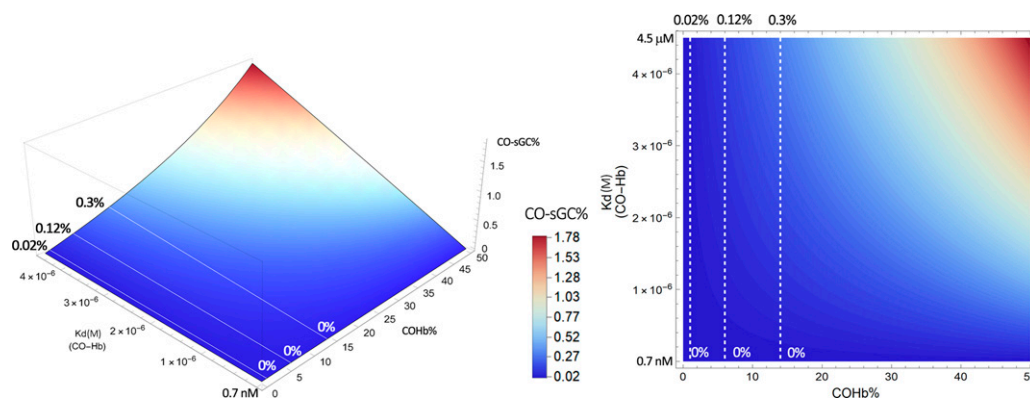 CO-sGC%
1.5
1.0
0.5
0
0.3%
0.12%
0.02%
4 × 10⁻⁶
3 × 10⁻⁶
2 × 10⁻⁶
1 × 10⁻⁶
Kd(M)
(CO–Hb)
0.7 nM
0%
0%
0%
0
5
10
15
20
25
30
35
40
45
50
COHb%
CO-sGC%
1.78
1.53
1.28
1.03
0.77
0.52
0.27
0.02
0.02% 0.12% 0.3%
4.5 μM
4 × 10⁻⁶
3 × 10⁻⁶
2 × 10⁻⁶
1 × 10⁻⁶
0.7 nM
Kd(M)
(CO–Hb)
0% 0% 0%
0 10 20 30 40 50
COHb%